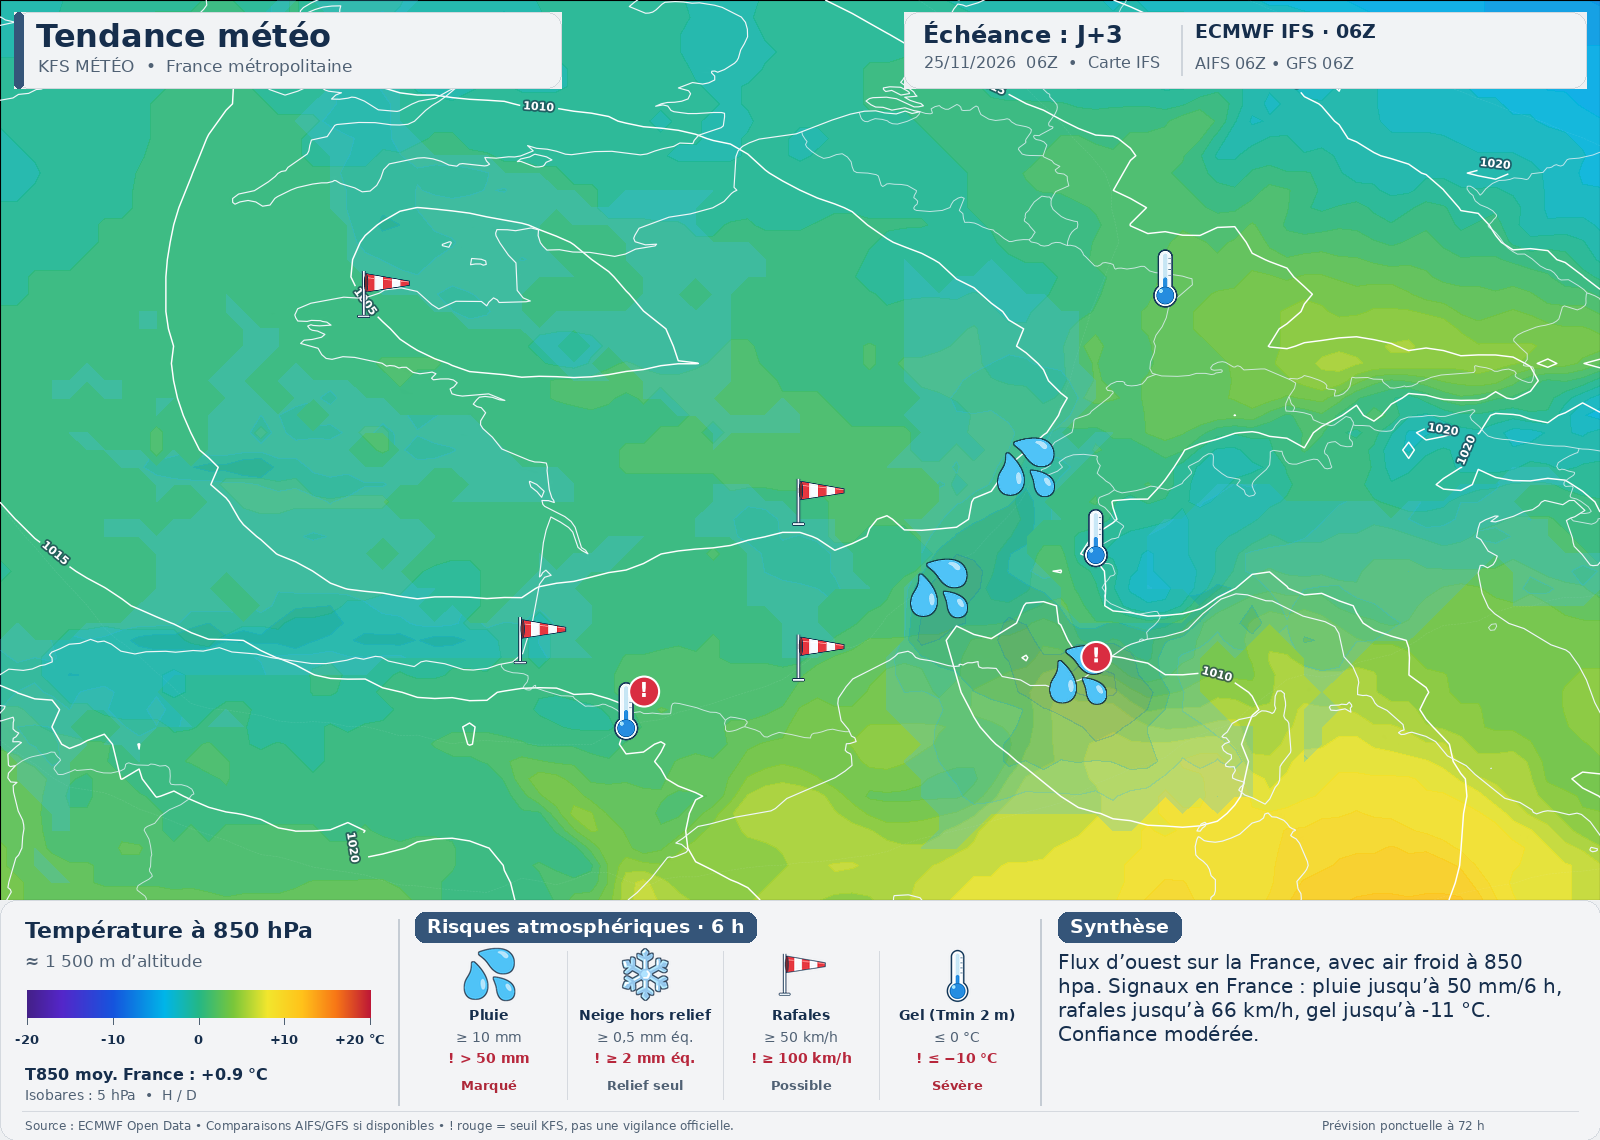 Tendance météo
KFS MÉTÉO • France métropolitaine
Échéance : J+3
25/11/2026 06Z • Carte IFS
ECMWF IFS · 06Z
AIFS 06Z • GFS 06Z
1010
1020
1005
1020
1020
1015
1010
1020
Température à 850 hPa
≈ 1 500 m d’altitude
-20 -10 0 +10 +20 °C
T850 moy. France : +0.9 °C
Isobares : 5 hPa • H / D
Risques atmosphériques · 6 h
Pluie
≥ 10 mm
! > 50 mm
Marqué
Neige hors relief
≥ 0,5 mm éq.
! ≥ 2 mm éq.
Relief seul
Rafales
≥ 50 km/h
! ≥ 100 km/h
Possible
Gel (Tmin 2 m)
≤ 0 °C
! ≤ −10 °C
Sévère
Synthèse
Flux d’ouest sur la France, avec air froid à 850
hpa. Signaux en France : pluie jusqu’à 50 mm/6 h,
rafales jusqu’à 66 km/h, gel jusqu’à -11 °C.
Confiance modérée.
Source : ECMWF Open Data • Comparaisons AIFS/GFS si disponibles • ! rouge = seuil KFS, pas une vigilance officielle.
Prévision ponctuelle à 72 h